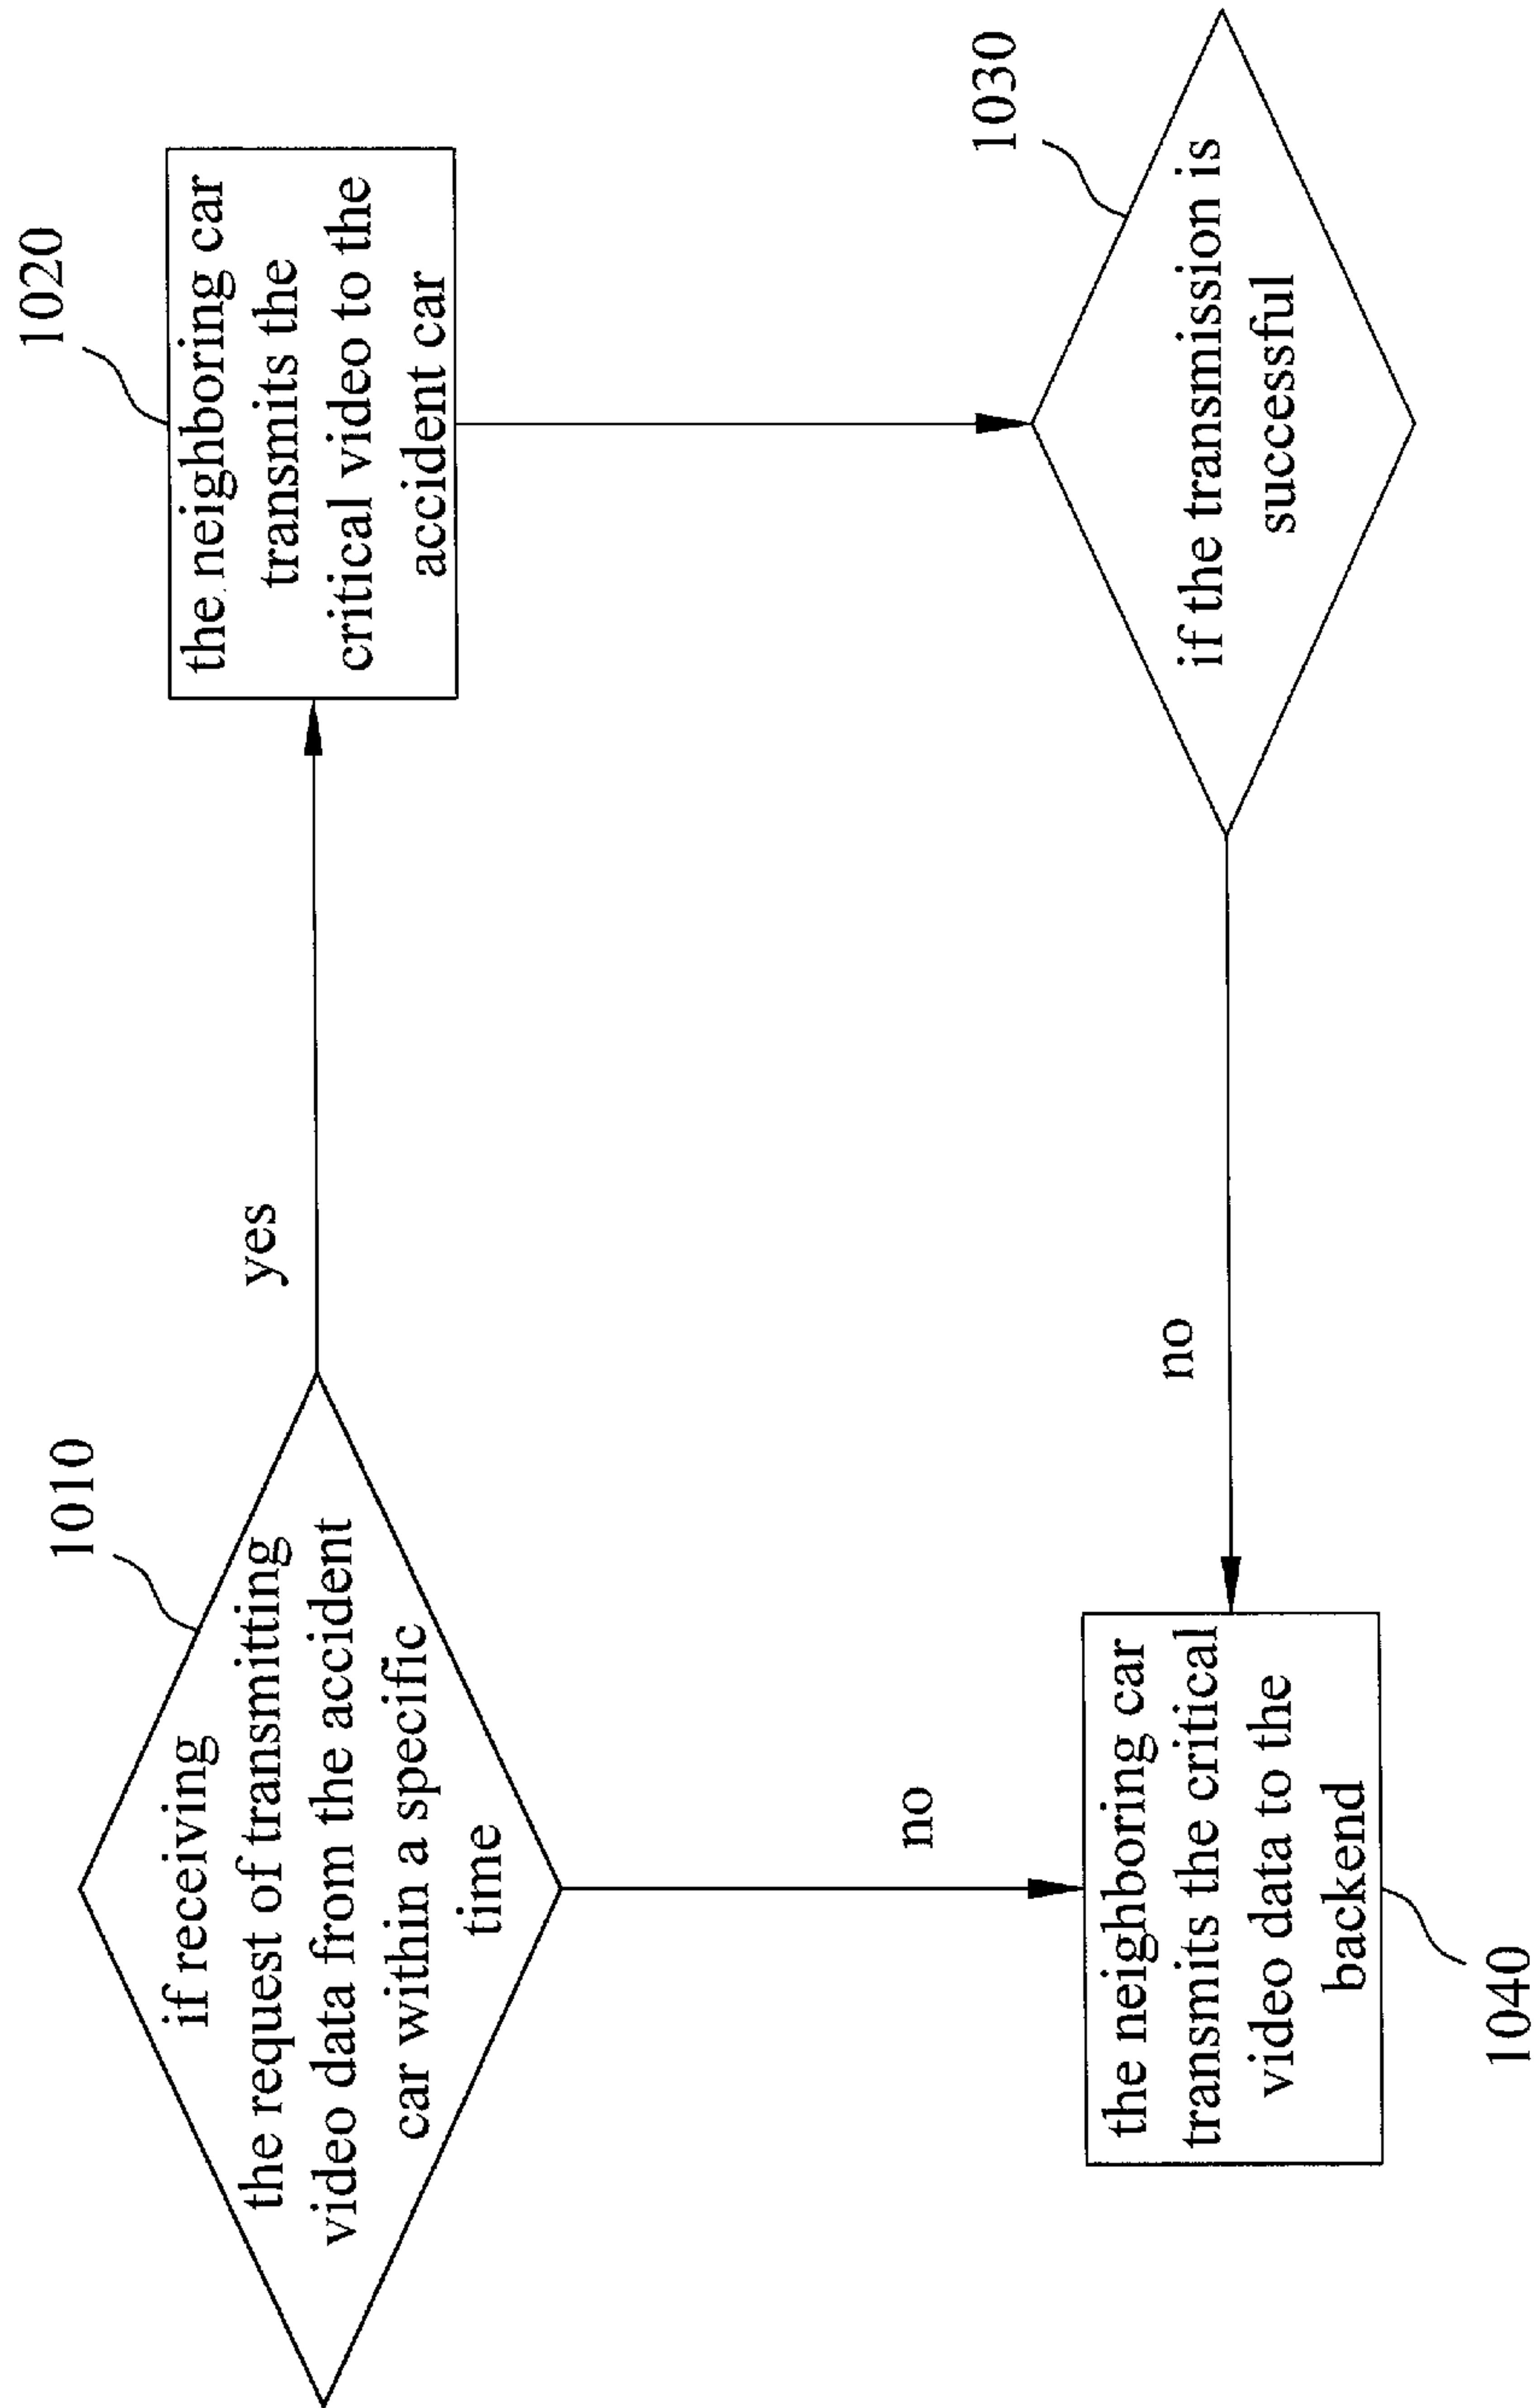 1010
if receiving
the request of transmitting
video data from the accident
car within a specific
time
yes
1020
the neighboring car
transmits the
critical video to the
accident car
no
1040
the neighboring car
transmits the critical
video data to the
backend
no
1030
if the transmission is
successful